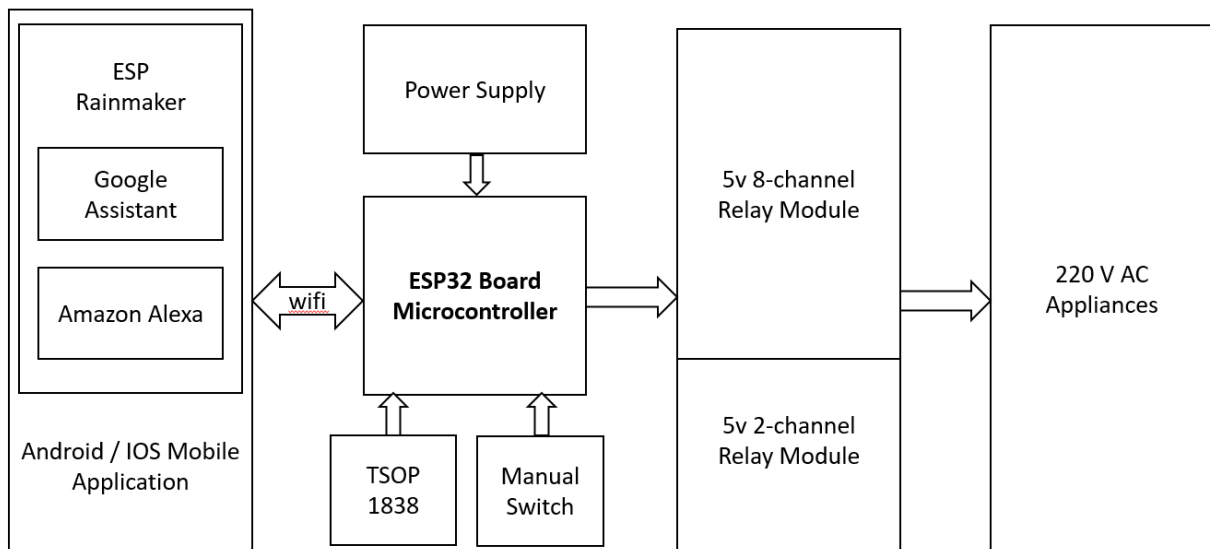 ESP
Rainmaker
Google
Assistant
Amazon Alexa
Android / IOS Mobile
Application
wifi
Power Supply
ESP32 Board
Microcontroller
TSOP
1838
Manual
Switch
5v 8-channel
Relay Module
5v 2-channel
Relay Module
220 V AC
Appliances